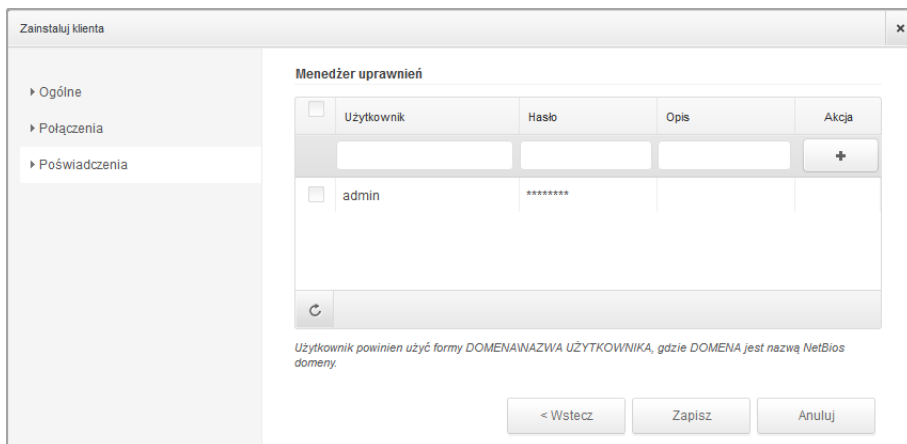 Zainstaluj klienta
Ogólne
Połączenia
Poświadczenia
Menedżer uprawnień
Użytkownik Hasło Opis Akcja
admin ********
Użytkownik powinien użyć formy DOMENA\NAZWA UŻYTKOWNIKA, gdzie DOMENA jest nazwą NetBios
domeny.
< Wstecz Zapisz Anuluj